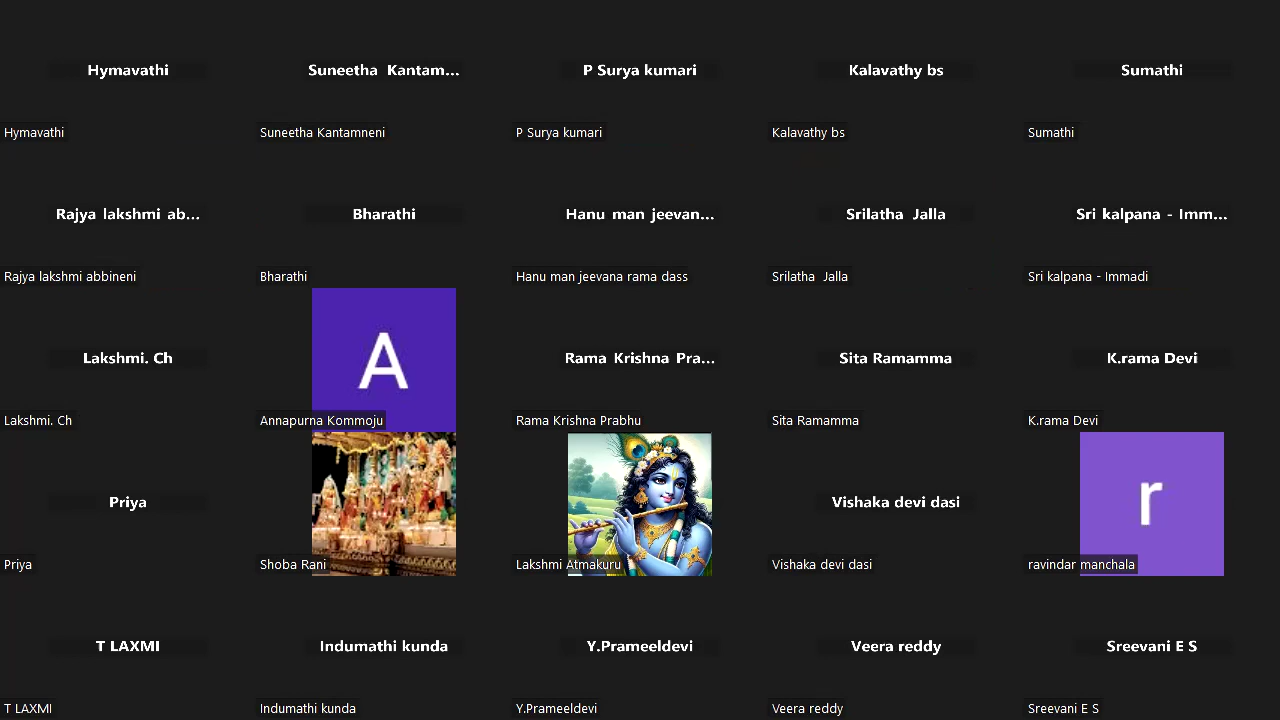 Hymavathi
Suneetha Kantam...
P Surya kumari
Kalavathy bs
Sumathi
Hymavathi
Suneetha Kantamneni
P Surya kumari
Kalavathy bs
Sumathi
Rajya lakshmi ab...
Bharathi
Hanu man jeevan...
Srilatha Jalla
Sri kalpana - Imm...
Rajya lakshmi abbineni
Bharathi
Hanu man jeevana rama dass
Srilatha Jalla
Sri kalpana - Immadi
Lakshmi. Ch
A
Rama Krishna Pra...
Sita Ramamma
K.rama Devi
Lakshmi. Ch
Annapurna Kommoju
Rama Krishna Prabhu
Sita Ramamma
K.rama Devi
Priya
Vishaka devi dasi
r
Priya
Shoba Rani
Lakshmi Atmakuru
Vishaka devi dasi
ravindar manchala
T LAXMI
Indumathi kunda
Y.Prameeldevi
Veera reddy
Sreevani E S
T LAXMI
Indumathi kunda
Y.Prameeldevi
Veera reddy
Sreevani E S